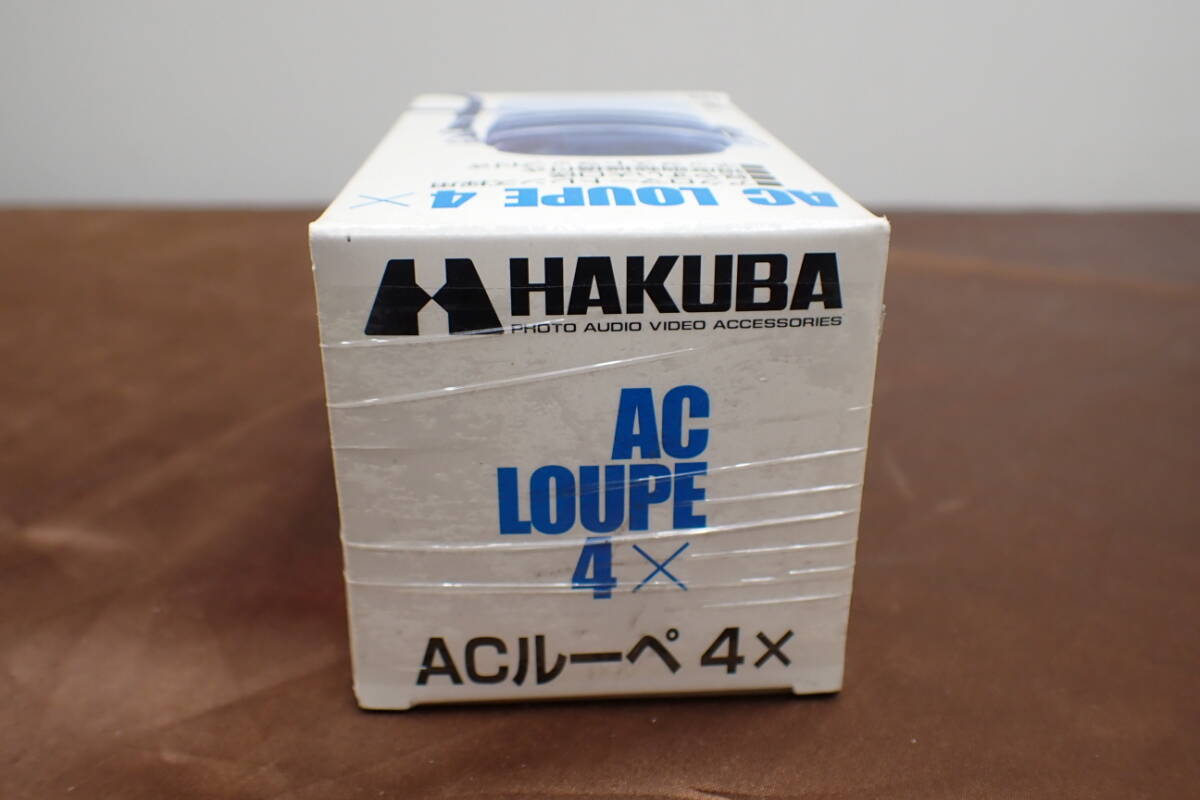 AC LOUPE 4×
HAKUBA
PHOTO AUDIO VIDEO ACCESSORIES
AC
LOUPE
4×
ACルーペ 4×